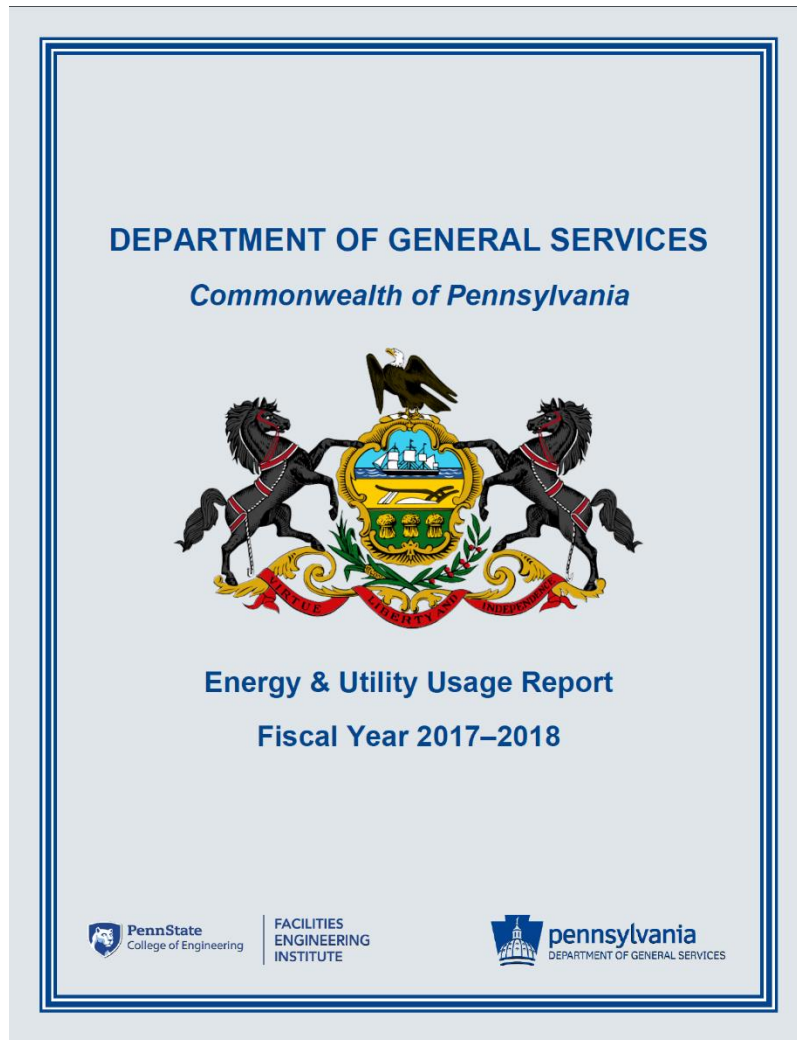 DEPARTMENT OF GENERAL SERVICES
Commonwealth of Pennsylvania
VIRTUE LIBERTY AND INDEPENDENCE
Energy & Utility Usage Report
Fiscal Year 2017–2018
PennState
College of Engineering
FACILITIES
ENGINEERING
INSTITUTE
pennsylvania
DEPARTMENT OF GENERAL SERVICES